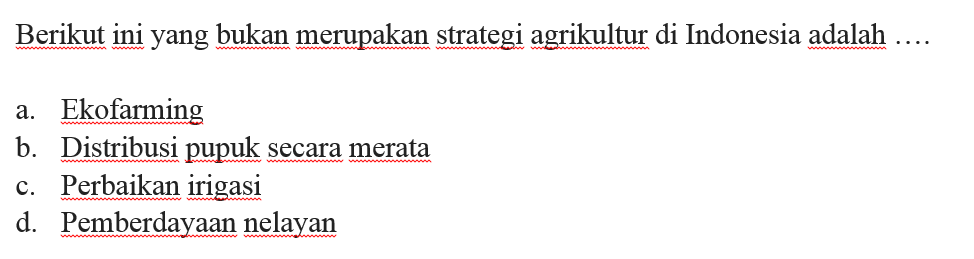 Berikut ini yang bukan merupakan strategi agrikultur di Indonesia adalah ….
a. Ekofarming
b. Distribusi pupuk secara merata
c. Perbaikan irigasi
d. Pemberdayaan nelayan